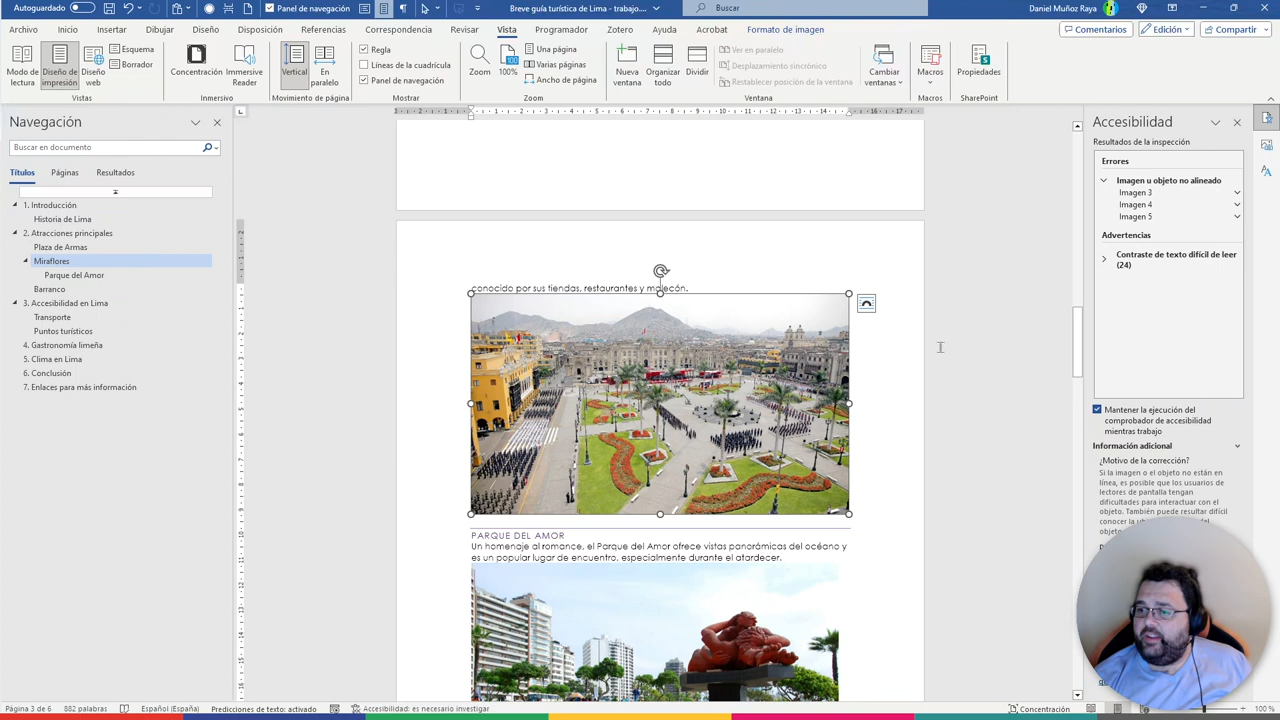 Autoguardado
Panel de navegación
Breve guía turística de Lima - trabajo....
Buscar
Daniel Muñoz Raya
Archivo Inicio Insertar Dibujar Diseño Disposición Referencias Correspondencia Revisar Vista Programador Zotero Ayuda Acrobat Formato de imagen
Comentarios Edición Compartir
Modo de lectura
Diseño de impresión
Diseño web
Esquema
Borrador
Vistas
Concentración
Immersive Reader
Inmersivo
Vertical
En paralelo
Movimiento de página
Regla
Líneas de la cuadrícula
Panel de navegación
Mostrar
Zoom
100
100%
Una página
Varias páginas
Ancho de página
Zoom
Nueva ventana
Organizar todo
Dividir
Ver en paralelo
Desplazamiento sincrónico
Restablecer posición de la ventana
Cambiar ventanas
Ventana
Macros
Macros
Propiedades
SharePoint
Navegación
Buscar en documento
Títulos Páginas Resultados
1. Introducción
Historia de Lima
2. Atracciones principales
Plaza de Armas
Miraflores
Parque del Amor
Barranco
3. Accesibilidad en Lima
Transporte
Puntos turísticos
4. Gastronomía limeña
5. Clima en Lima
6. Conclusión
7. Enlaces para más información
conocido por sus tiendas, restaurantes y malecón.
PARQUE DEL AMOR
Un homenaje al romance, el Parque del Amor ofrece vistas panorámicas del océano y
es un popular lugar de encuentro, especialmente durante el atardecer.
Accesibilidad
Resultados de la inspección
Errores
Imagen u objeto no alineado
Imagen 3
Imagen 4
Imagen 5
Advertencias
Contraste de texto difícil de leer
(24)
Mantener la ejecución del
comprobador de accesibilidad
mientras trabajo
Información adicional
¿Motivo de la corrección?
Si la imagen o el objeto no están en
línea, es posible que los usuarios de
lectores de pantalla tengan
dificultades para interactuar con el
objeto. También puede resultar difícil
Página 3 de 6 882 palabras Español (España) Predicciones de texto: activado Accesibilidad: es necesario investigar Concentración 100 %